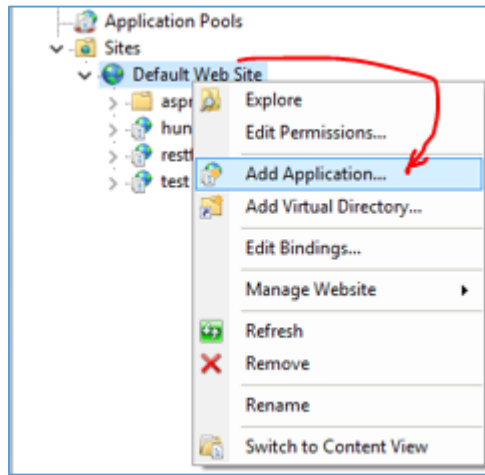 Application Pools
Sites
Default Web Site
Explore
Edit Permissions...
Add Application...
test
Add Virtual Directory...
Edit Bindings...
Manage Website
Refresh
Remove
Rename
Switch to Content View